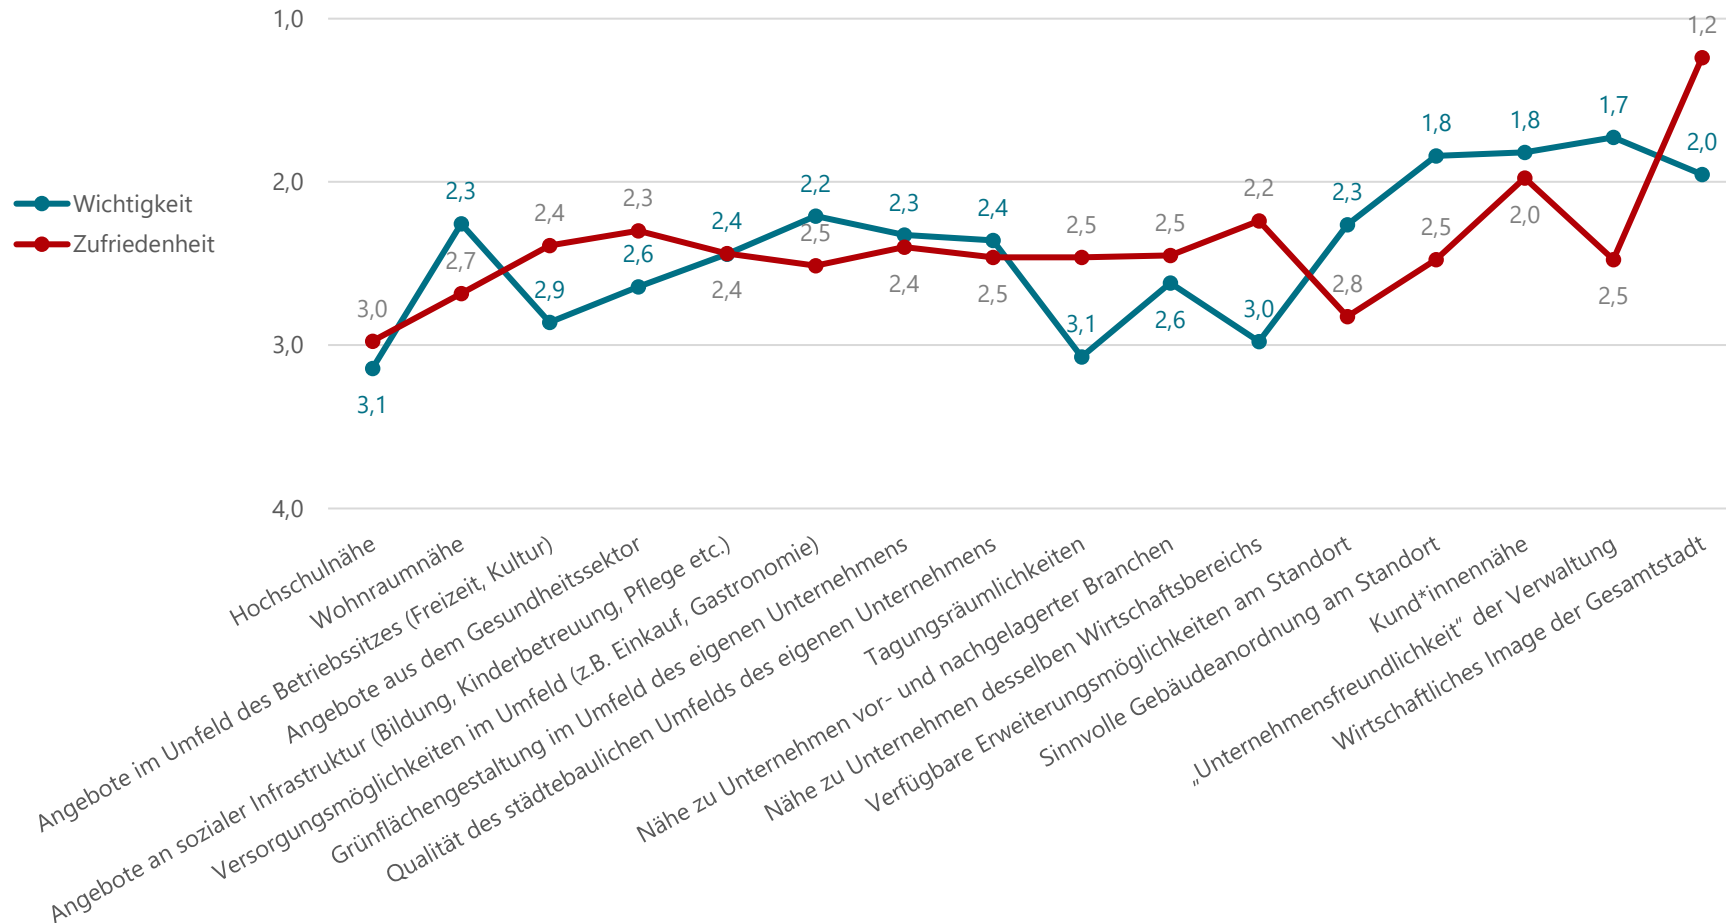 1,0
2,0
3,0
4,0
Wichtigkeit
Zufriedenheit
3,1
2,3
2,9
2,6
2,4
2,2
2,3
2,4
3,1
2,6
3,0
2,3
1,8
1,8
1,7
2,0
3,0
2,7
2,4
2,3
2,4
2,5
2,4
2,5
2,5
2,5
2,2
2,8
2,5
2,0
2,5
1,2
Hochschulnähe
Wohnraumnähe
Angebote im Umfeld des Betriebssitzes (Freizeit, Kultur)
Angebote aus dem Gesundheitssektor
Angebote an sozialer Infrastruktur (Bildung, Kinderbetreuung, Pflege etc.)
Versorgungsmöglichkeiten im Umfeld (z.B. Einkauf, Gastronomie)
Grünflächengestaltung im Umfeld des eigenen Unternehmens
Qualität des städtebaulichen Umfelds des eigenen Unternehmens
Tagungsräumlichkeiten
Nähe zu Unternehmen vor- und nachgelagerter Branchen
Nähe zu Unternehmen desselben Wirtschaftsbereichs
Verfügbare Erweiterungsmöglichkeiten am Standort
Sinnvolle Gebäudeanordnung am Standort
Kund*innennähe
„Unternehmensfreundlichkeit“ der Verwaltung
Wirtschaftliches Image der Gesamtstadt